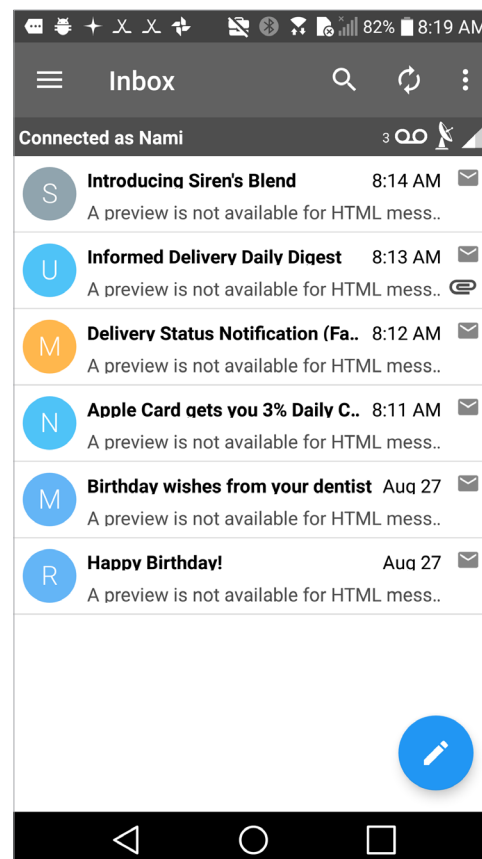 82% 8:19 AM
Inbox
Connected as Nami 3
S Introducing Siren's Blend 8:14 AM
A preview is not available for HTML mess..
U Informed Delivery Daily Digest 8:13 AM
A preview is not available for HTML mess..
M Delivery Status Notification (Fa.. 8:12 AM
A preview is not available for HTML mess..
N Apple Card gets you 3% Daily C.. 8:11 AM
A preview is not available for HTML mess..
M Birthday wishes from your dentist Aug 27
A preview is not available for HTML mess..
R Happy Birthday! Aug 27
A preview is not available for HTML mess..